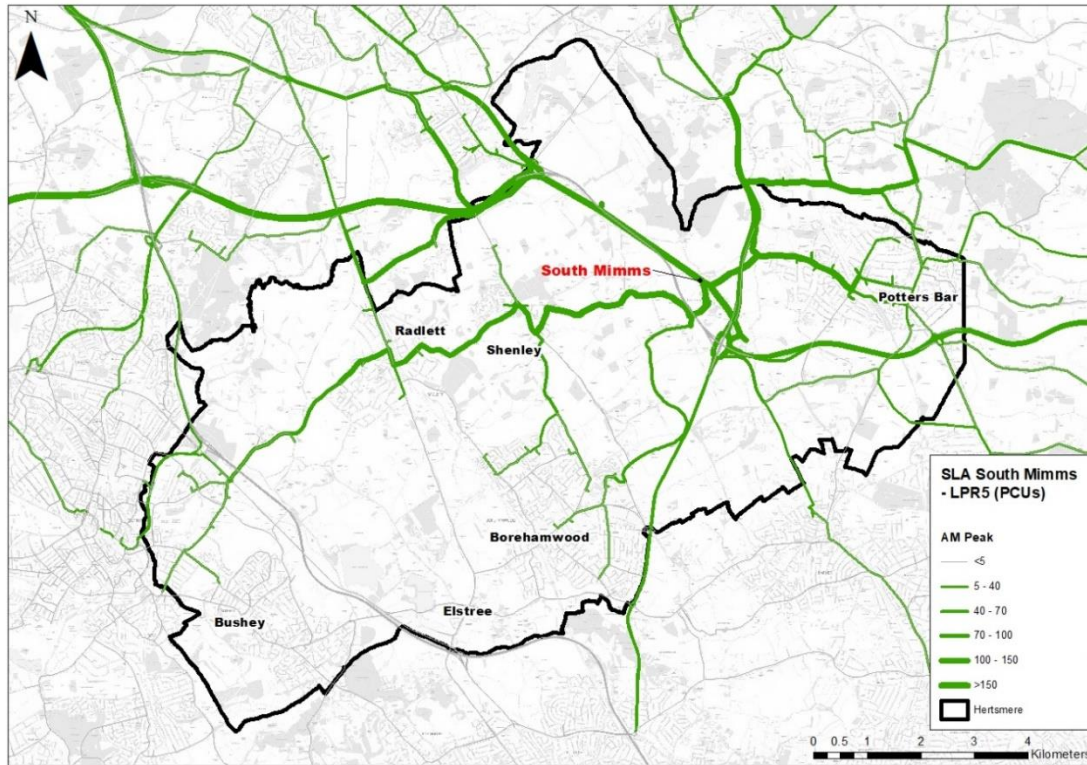 N
South Mimms
Potters Bar
Radlett
Shenley
Borehamwood
Elstree
Bushey
SLA South Mimms
- LPR5 (PCUs)
AM Peak
<5
5 - 40
40 - 70
70 - 100
100 - 150
>150
Hertsmere
0 0.5 1 2 3 4
Kilometers